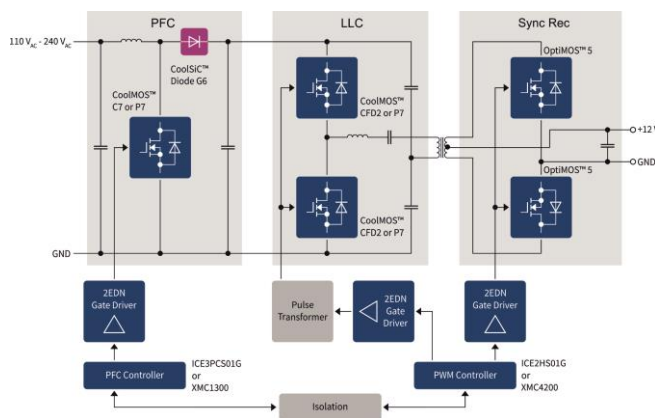 PFC
LLC
Sync Rec
110 VAC - 240 VAC
CoolSiC™
Diode G6
CoolMOS™
C7 or P7
CoolMOS™
CFD2 or P7
CoolMOS™
CFD2 or P7
OptiMOS™ 5
OptiMOS™ 5
+12 V
GND
GND
2EDN
Gate Driver
Pulse
Transformer
2EDN
Gate
Driver
2EDN
Gate Driver
PFC Controller
ICE3PCS01G
or
XMC1300
PWM Controller
ICE2HS01G
or
XMC4200
Isolation